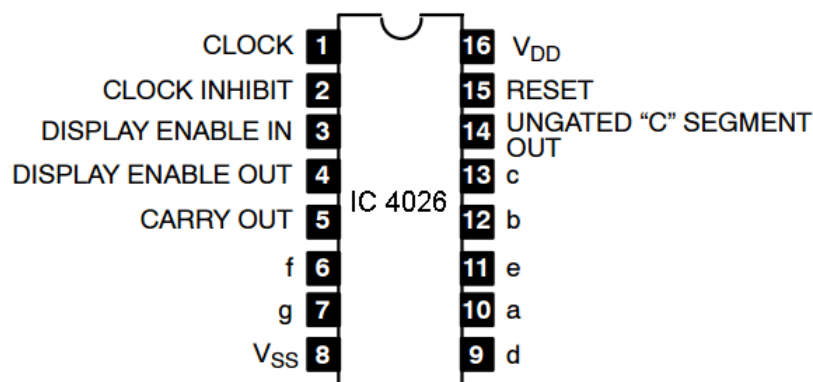 CLOCK 1 16 VDD
CLOCK INHIBIT 2 15 RESET
DISPLAY ENABLE IN 3 14 UNGATED “C” SEGMENT
OUT
DISPLAY ENABLE OUT 4 13 c
IC 4026
CARRY OUT 5 12 b
f 6 11 e
g 7 10 a
VSS 8 9 d